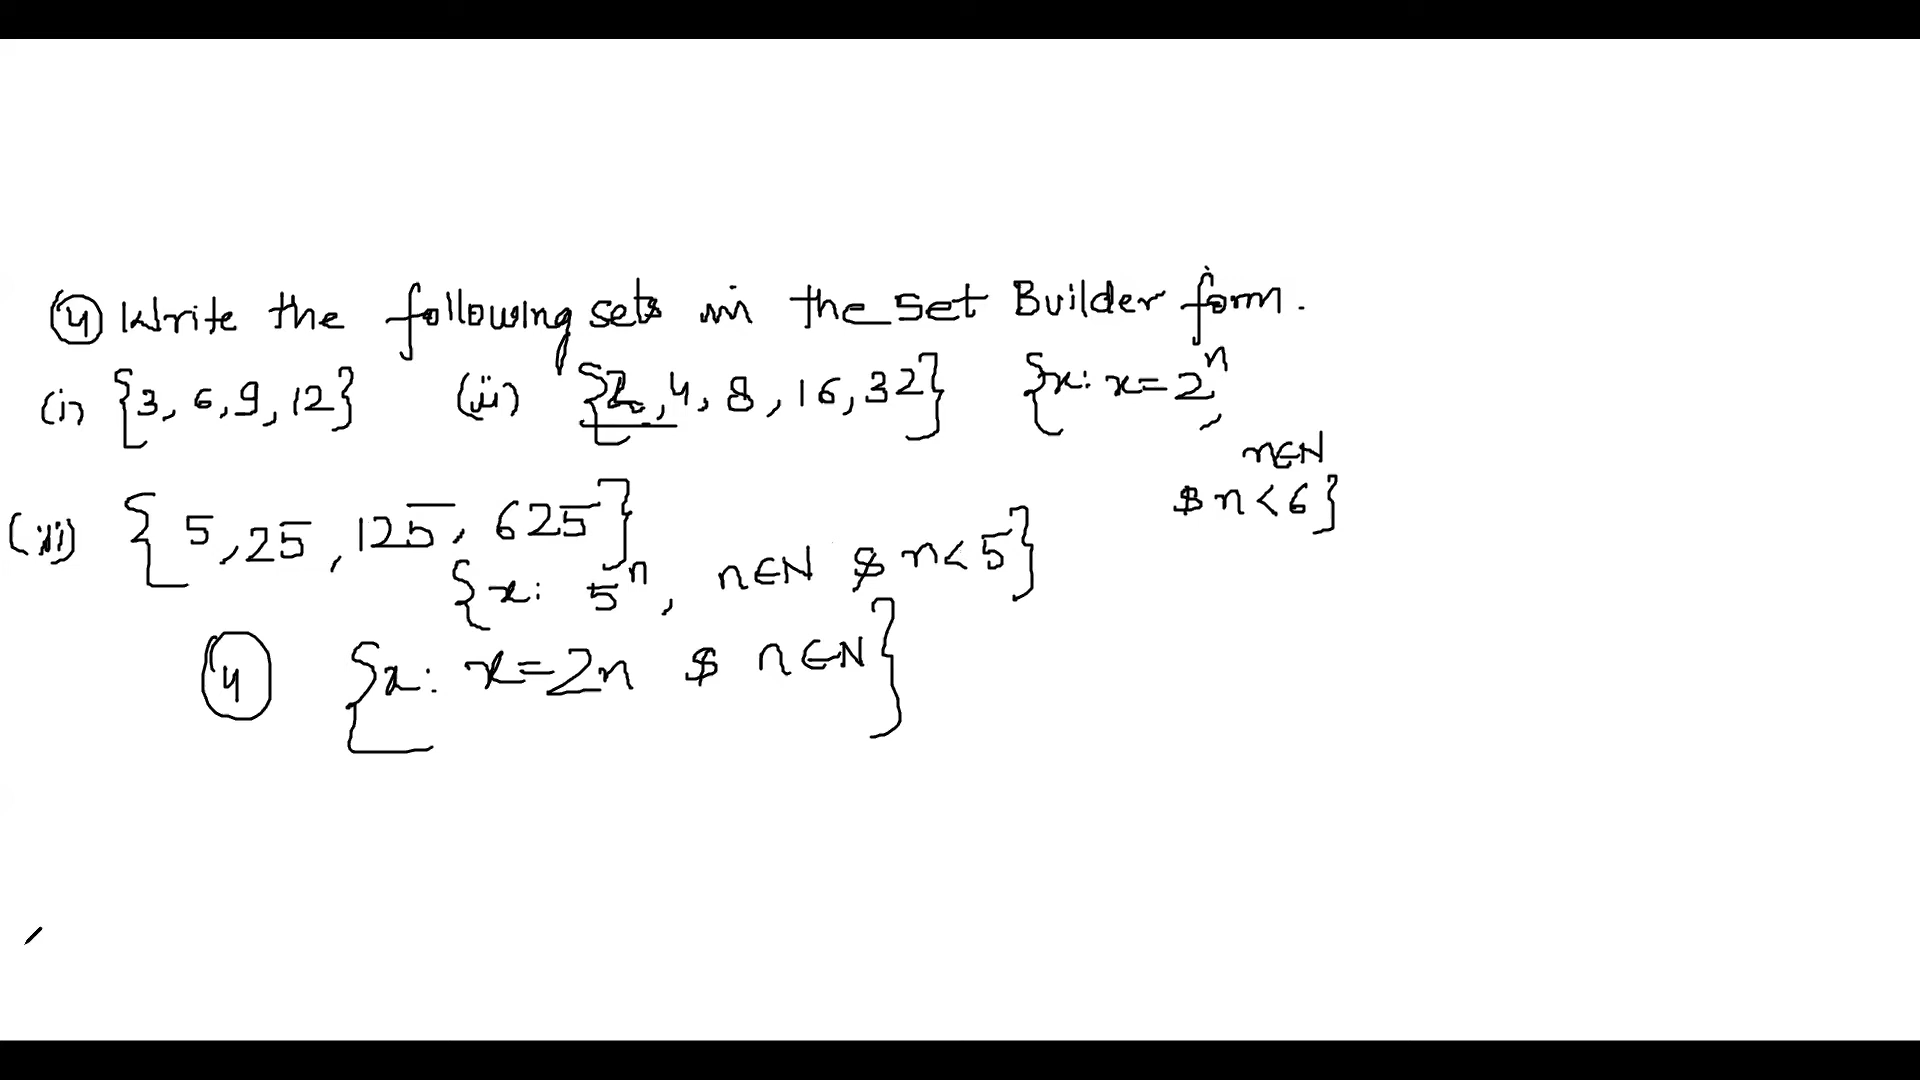 (4) Write the following sets in the set Builder form.
(i) {3, 6, 9, 12} (ii) {2, 4, 8, 16, 32} {x: x = 2ⁿ,
n∈N
& n < 6}
(iii) {5, 25, 125, 625}
{x: 5ⁿ, n∈N & n < 5}
(4) {x: x = 2n & n∈N}